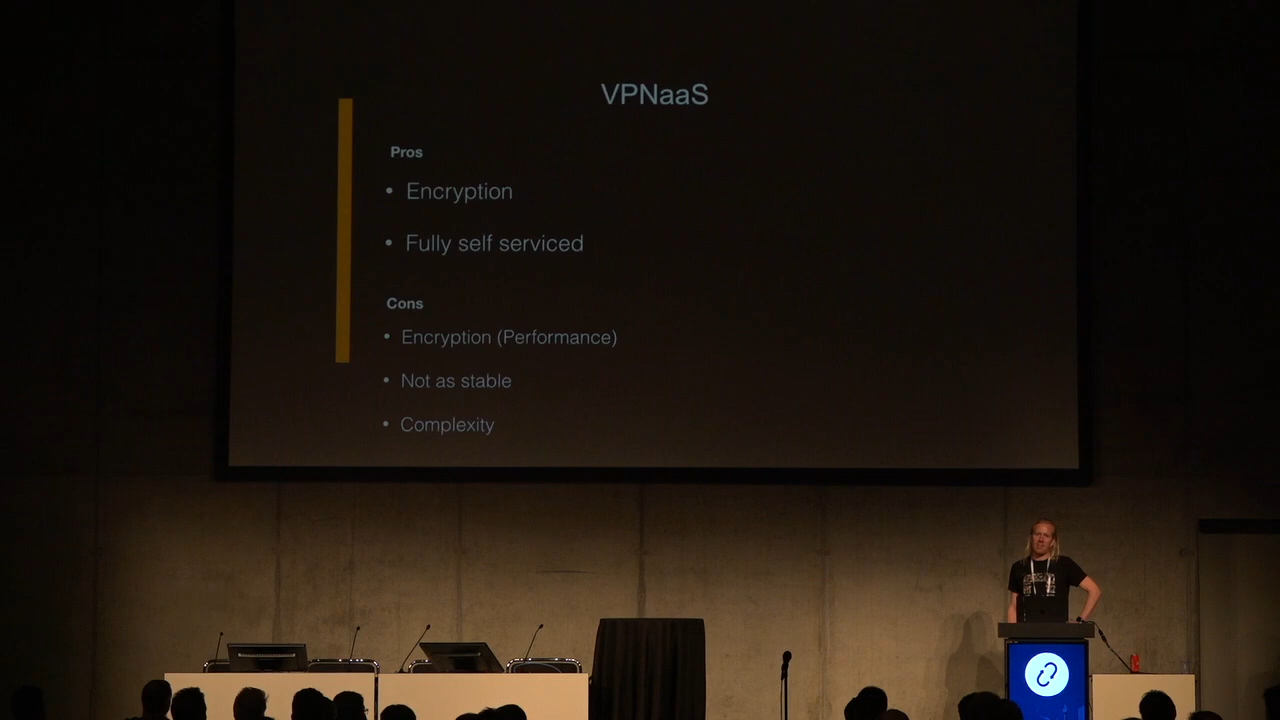 VPNaaS
Pros
• Encryption
• Fully self serviced
Cons
• Encryption (Performance)
• Not as stable
• Complexity